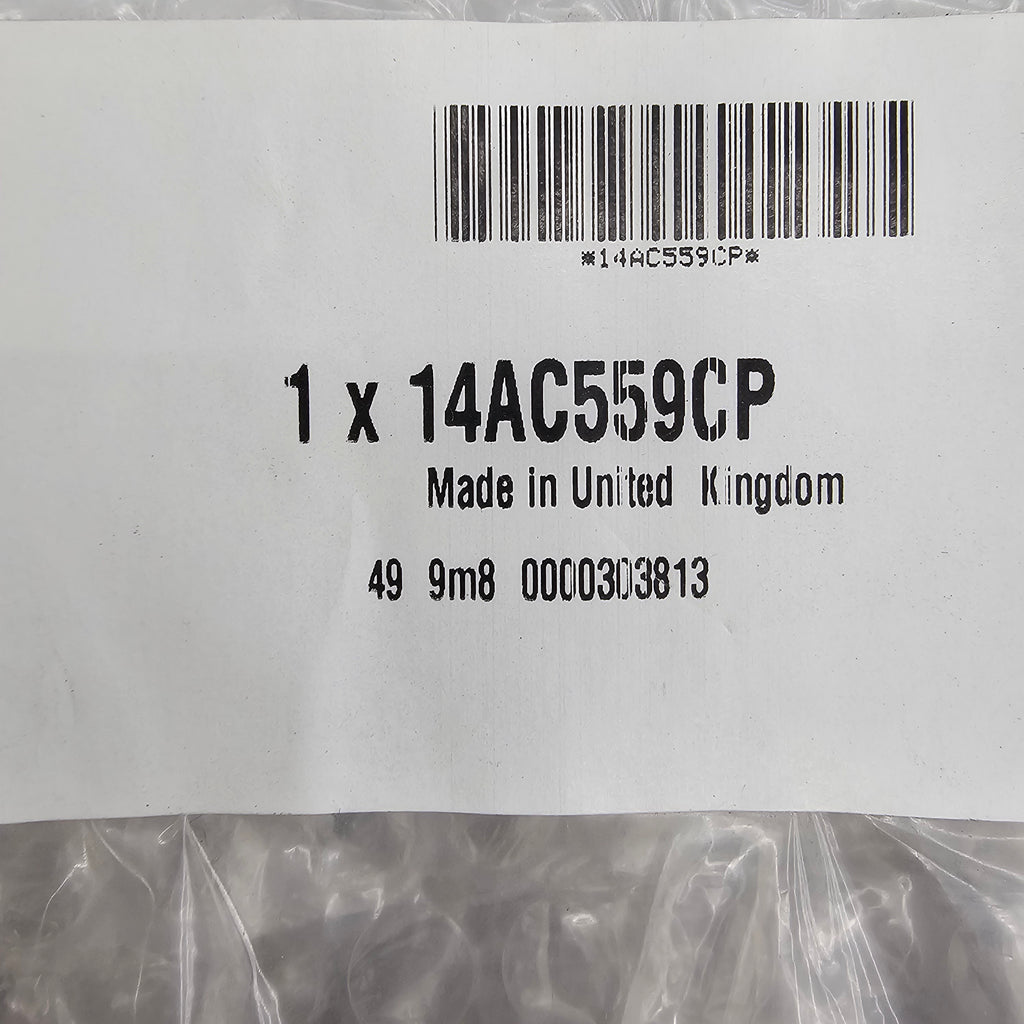 *14AC559CP*
1 x 14AC559CP
Made in United Kingdom
49 9m8 0000303813